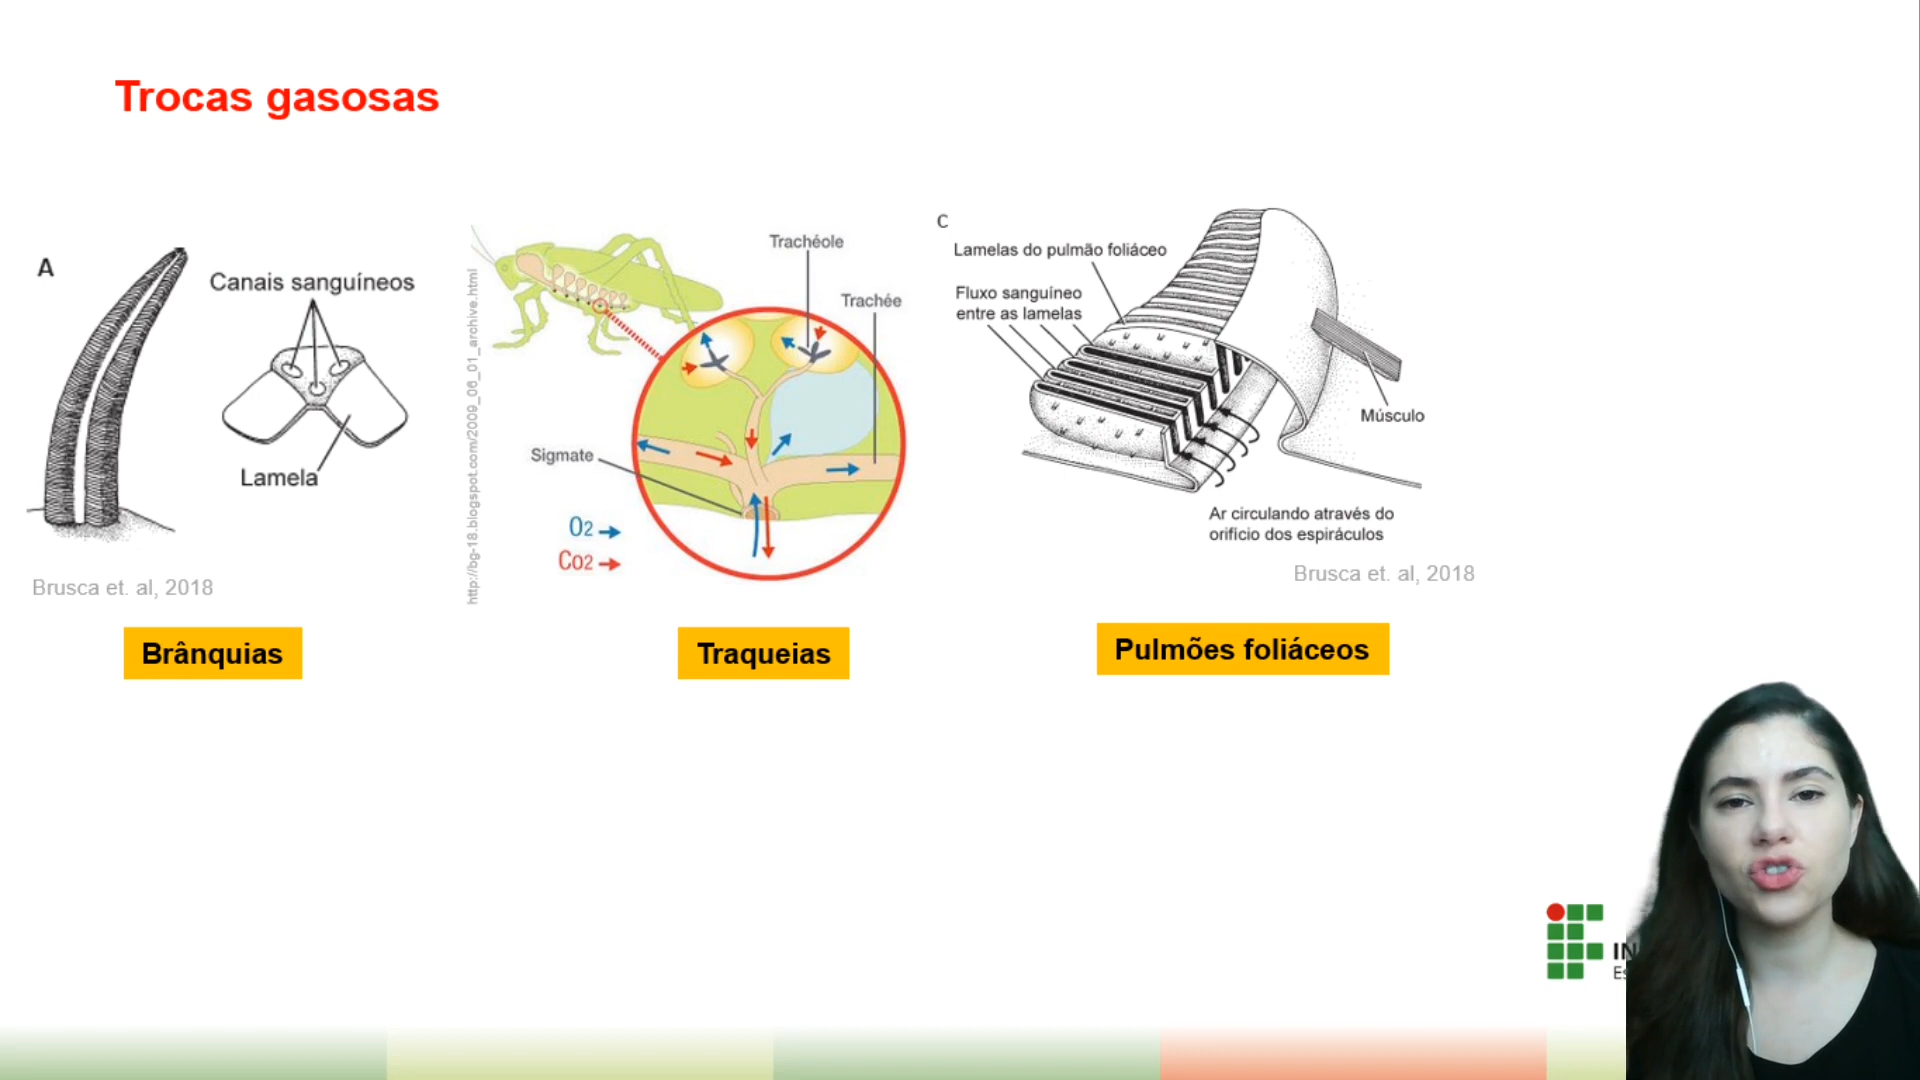 Trocas gasosas
A
Canais sanguíneos
Lamela
Brusca et. al, 2018
Brânquias
http://bg-18.blogspot.com/2009_06_01_archive.html
Trachéole
Trachée
Sigmate
O2
Co2
Traqueias
C
Lamelas do pulmão foliáceo
Fluxo sanguíneo
entre as lamelas
Músculo
Ar circulando através do
orifício dos espiráculos
Brusca et. al, 2018
Pulmões foliáceos